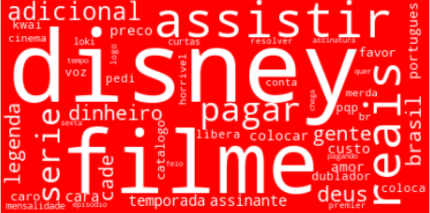 adicional
assistir
kwai
preco
cinema
loki
logo
curtas
resolver
assinatura
portugues
disney
tempo
voz
pedi
horrivel
conta
favor
quer
merda
chega
pqp
br
reais
brasil
legenda
serie
dinheiro
pagar
sexta
libera
colocar
gente
custo
filme
cade
catalogo
feio
pagando
amor
dublador
caro
cara
temporada
assinante
deus
coloca
mensalidade
episodio
premier